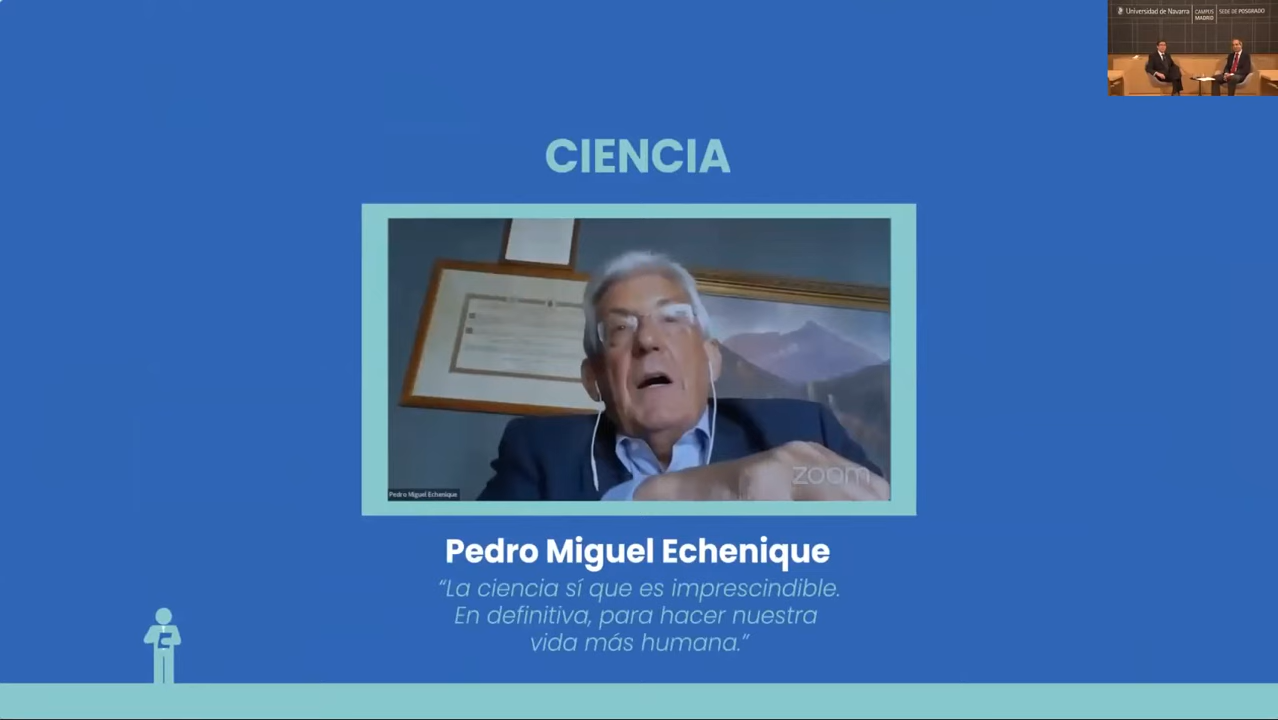 Universidad de Navarra
CAMPUS
MADRID
SEDE DE POSGRADO
CIENCIA
zoom
Pedro Miguel Echenique
Pedro Miguel Echenique
“La ciencia sí que es imprescindible.
En definitiva, para hacer nuestra
vida más humana.”